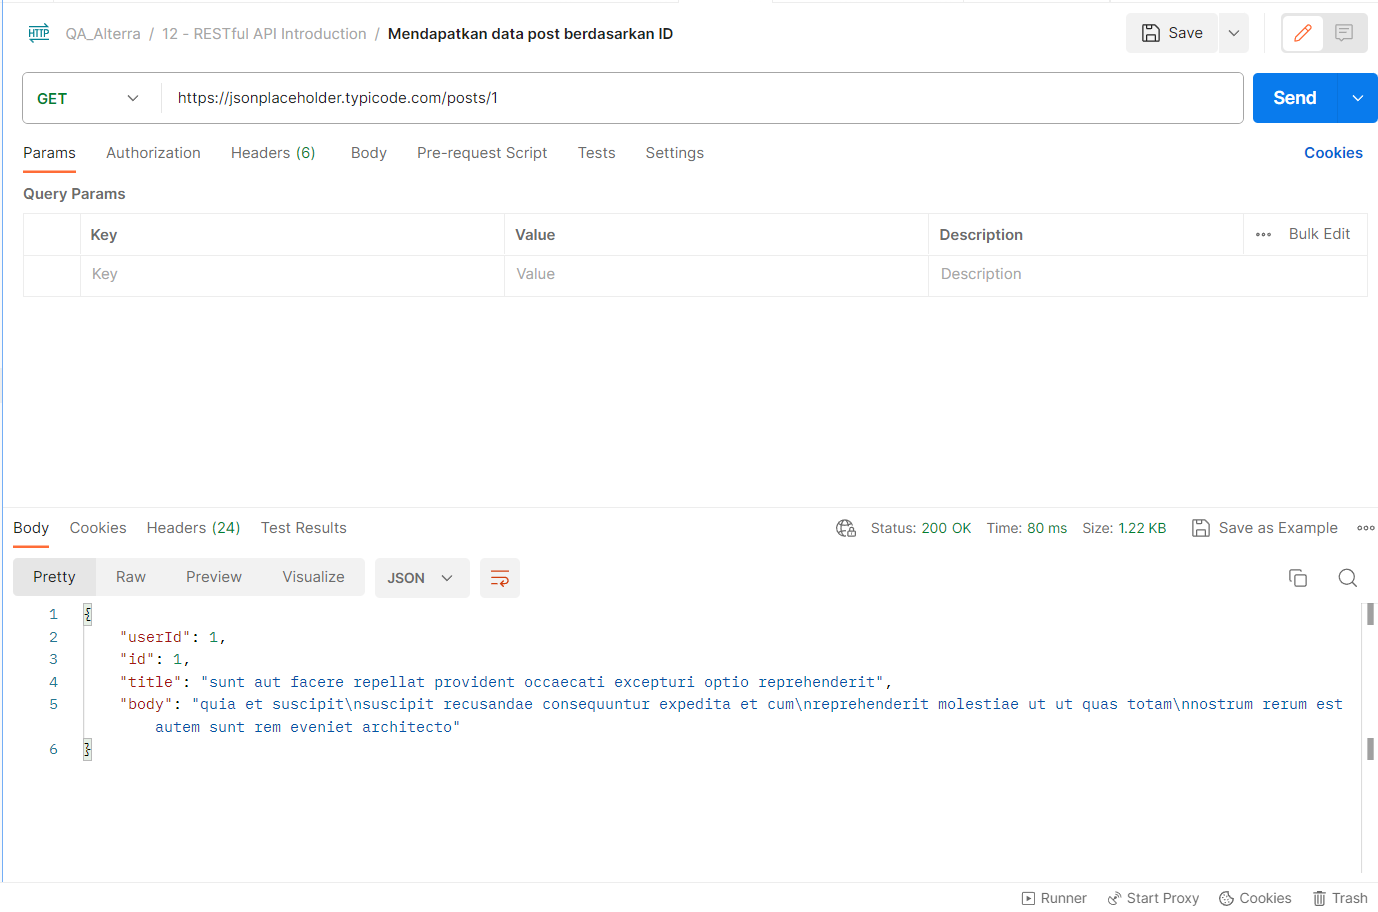 HTTP QA_Alterra / 12 - RESTful API Introduction / Mendapatkan data post berdasarkan ID Save
GET https://jsonplaceholder.typicode.com/posts/1 Send
Params Authorization Headers (6) Body Pre-request Script Tests Settings Cookies
Query Params
Key Value Description ••• Bulk Edit
Key Value Description
Body Cookies Headers (24) Test Results Status: 200 OK Time: 80 ms Size: 1.22 KB Save as Example •••
Pretty Raw Preview Visualize JSON
1 {
2 "userId": 1,
3 "id": 1,
4 "title": "sunt aut facere repellat provident occaecati excepturi optio reprehenderit",
5 "body": "quia et suscipit\nsuscipit recusandae consequuntur expedita et cum\nreprehenderit molestiae ut ut quas totam\nnostrum rerum est
autem sunt rem eveniet architecto"
6 }
Runner Start Proxy Cookies Trash